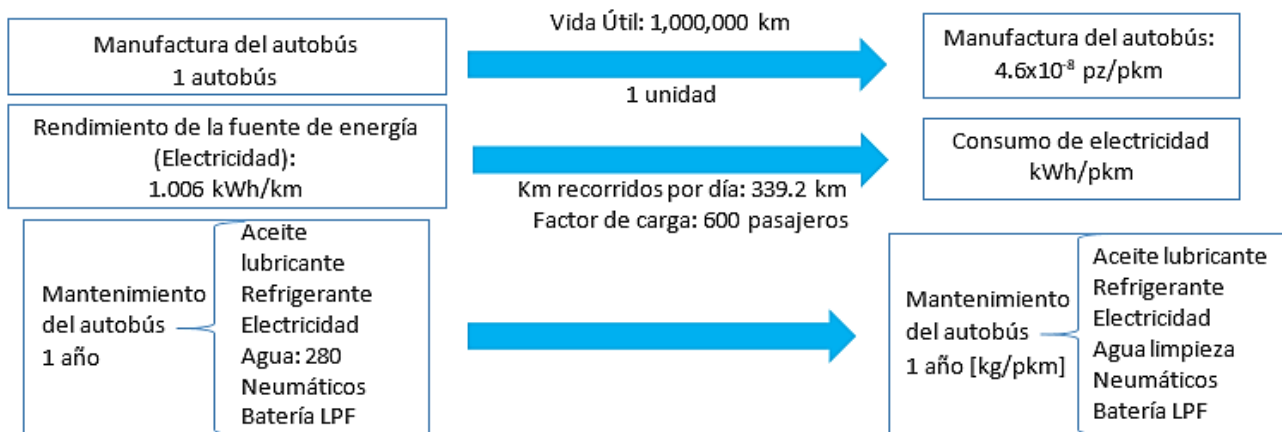 Manufactura del autobús
1 autobús
Vida Útil: 1,000,000 km
1 unidad
Manufactura del autobús:
4.6x10⁻⁸ pz/pkm
Rendimiento de la fuente de energía
(Electricidad):
1.006 kWh/km
Km recorridos por día: 339.2 km
Factor de carga: 600 pasajeros
Consumo de electricidad
kWh/pkm
Mantenimiento
del autobús
1 año
Aceite
lubricante
Refrigerante
Electricidad
Agua: 280
Neumáticos
Batería LPF
Mantenimiento
del autobús
1 año [kg/pkm]
Aceite lubricante
Refrigerante
Electricidad
Agua limpieza
Neumáticos
Batería LPF